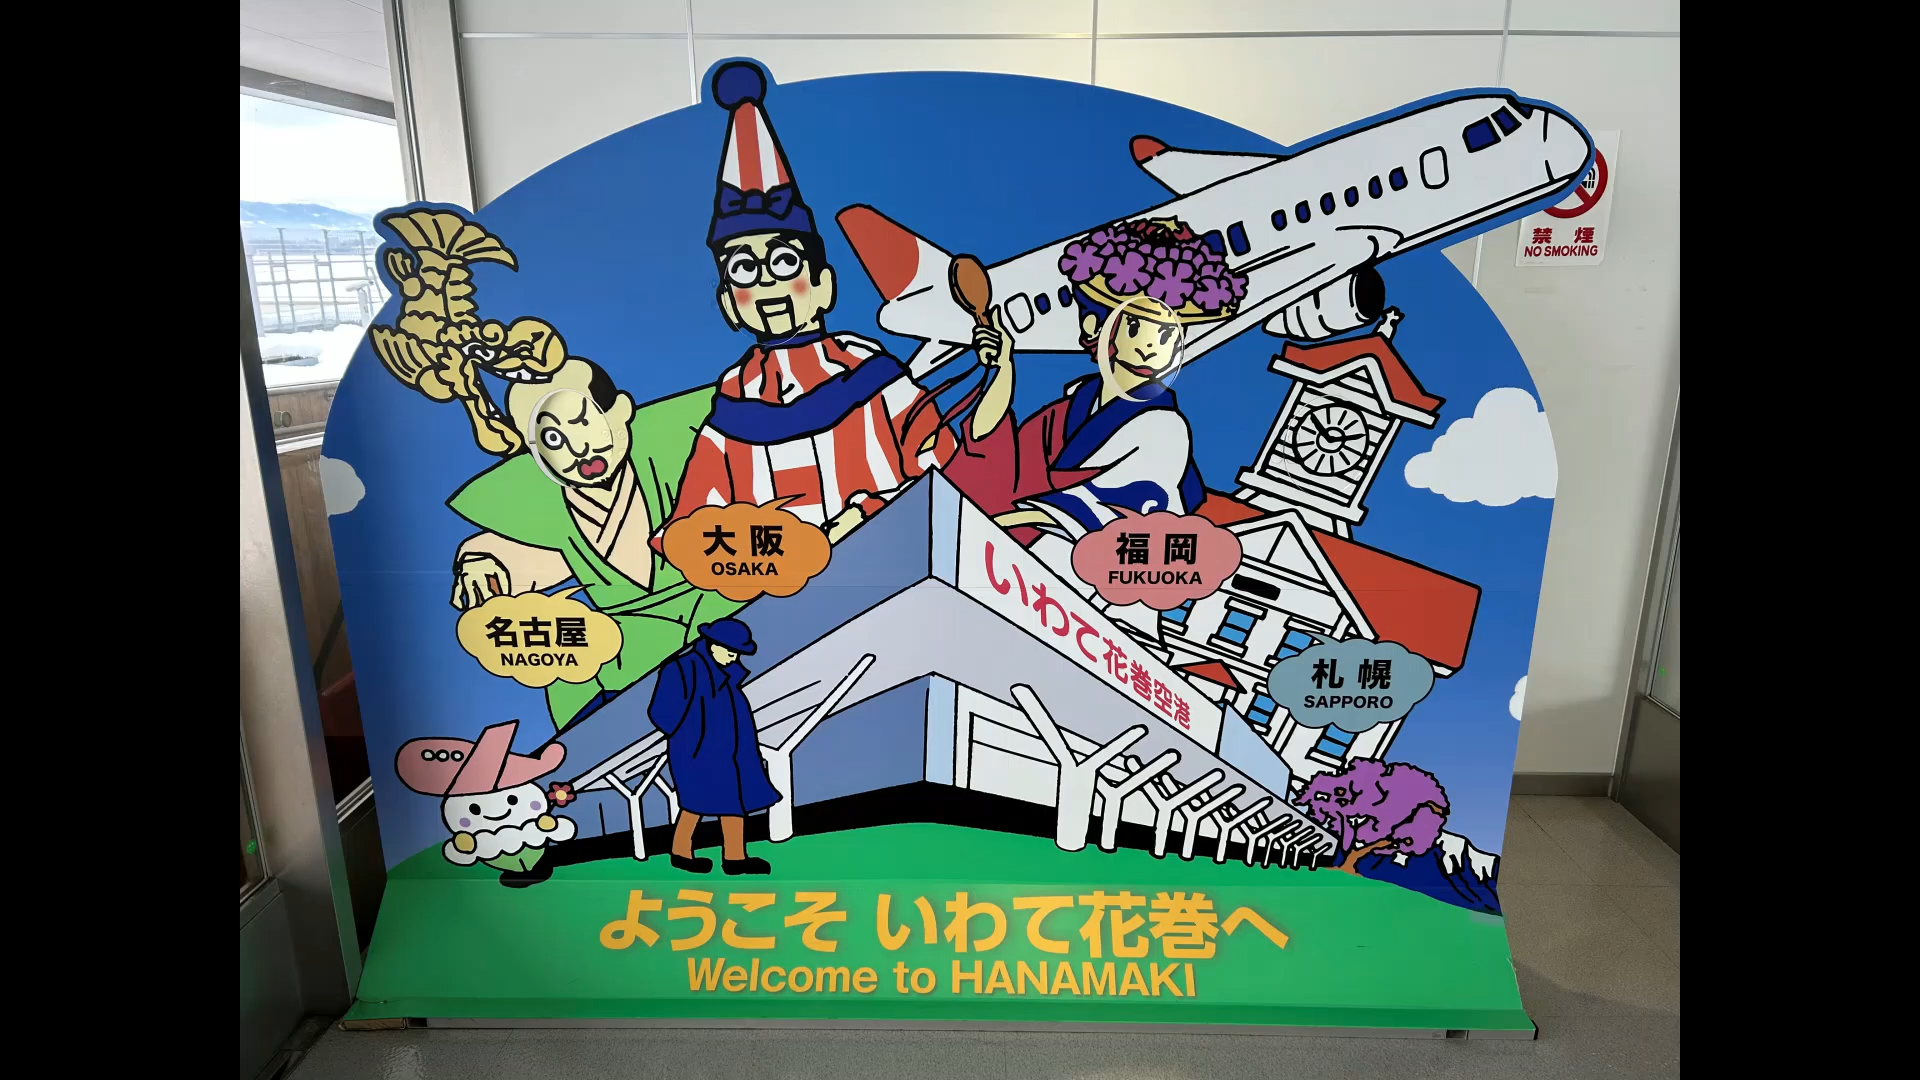 禁煙
NO SMOKING
大阪
OSAKA
福岡
FUKUOKA
名古屋
NAGOYA
札幌
SAPPORO
いわて花巻空港
ようこそ いわて花巻へ
Welcome to HANAMAKI